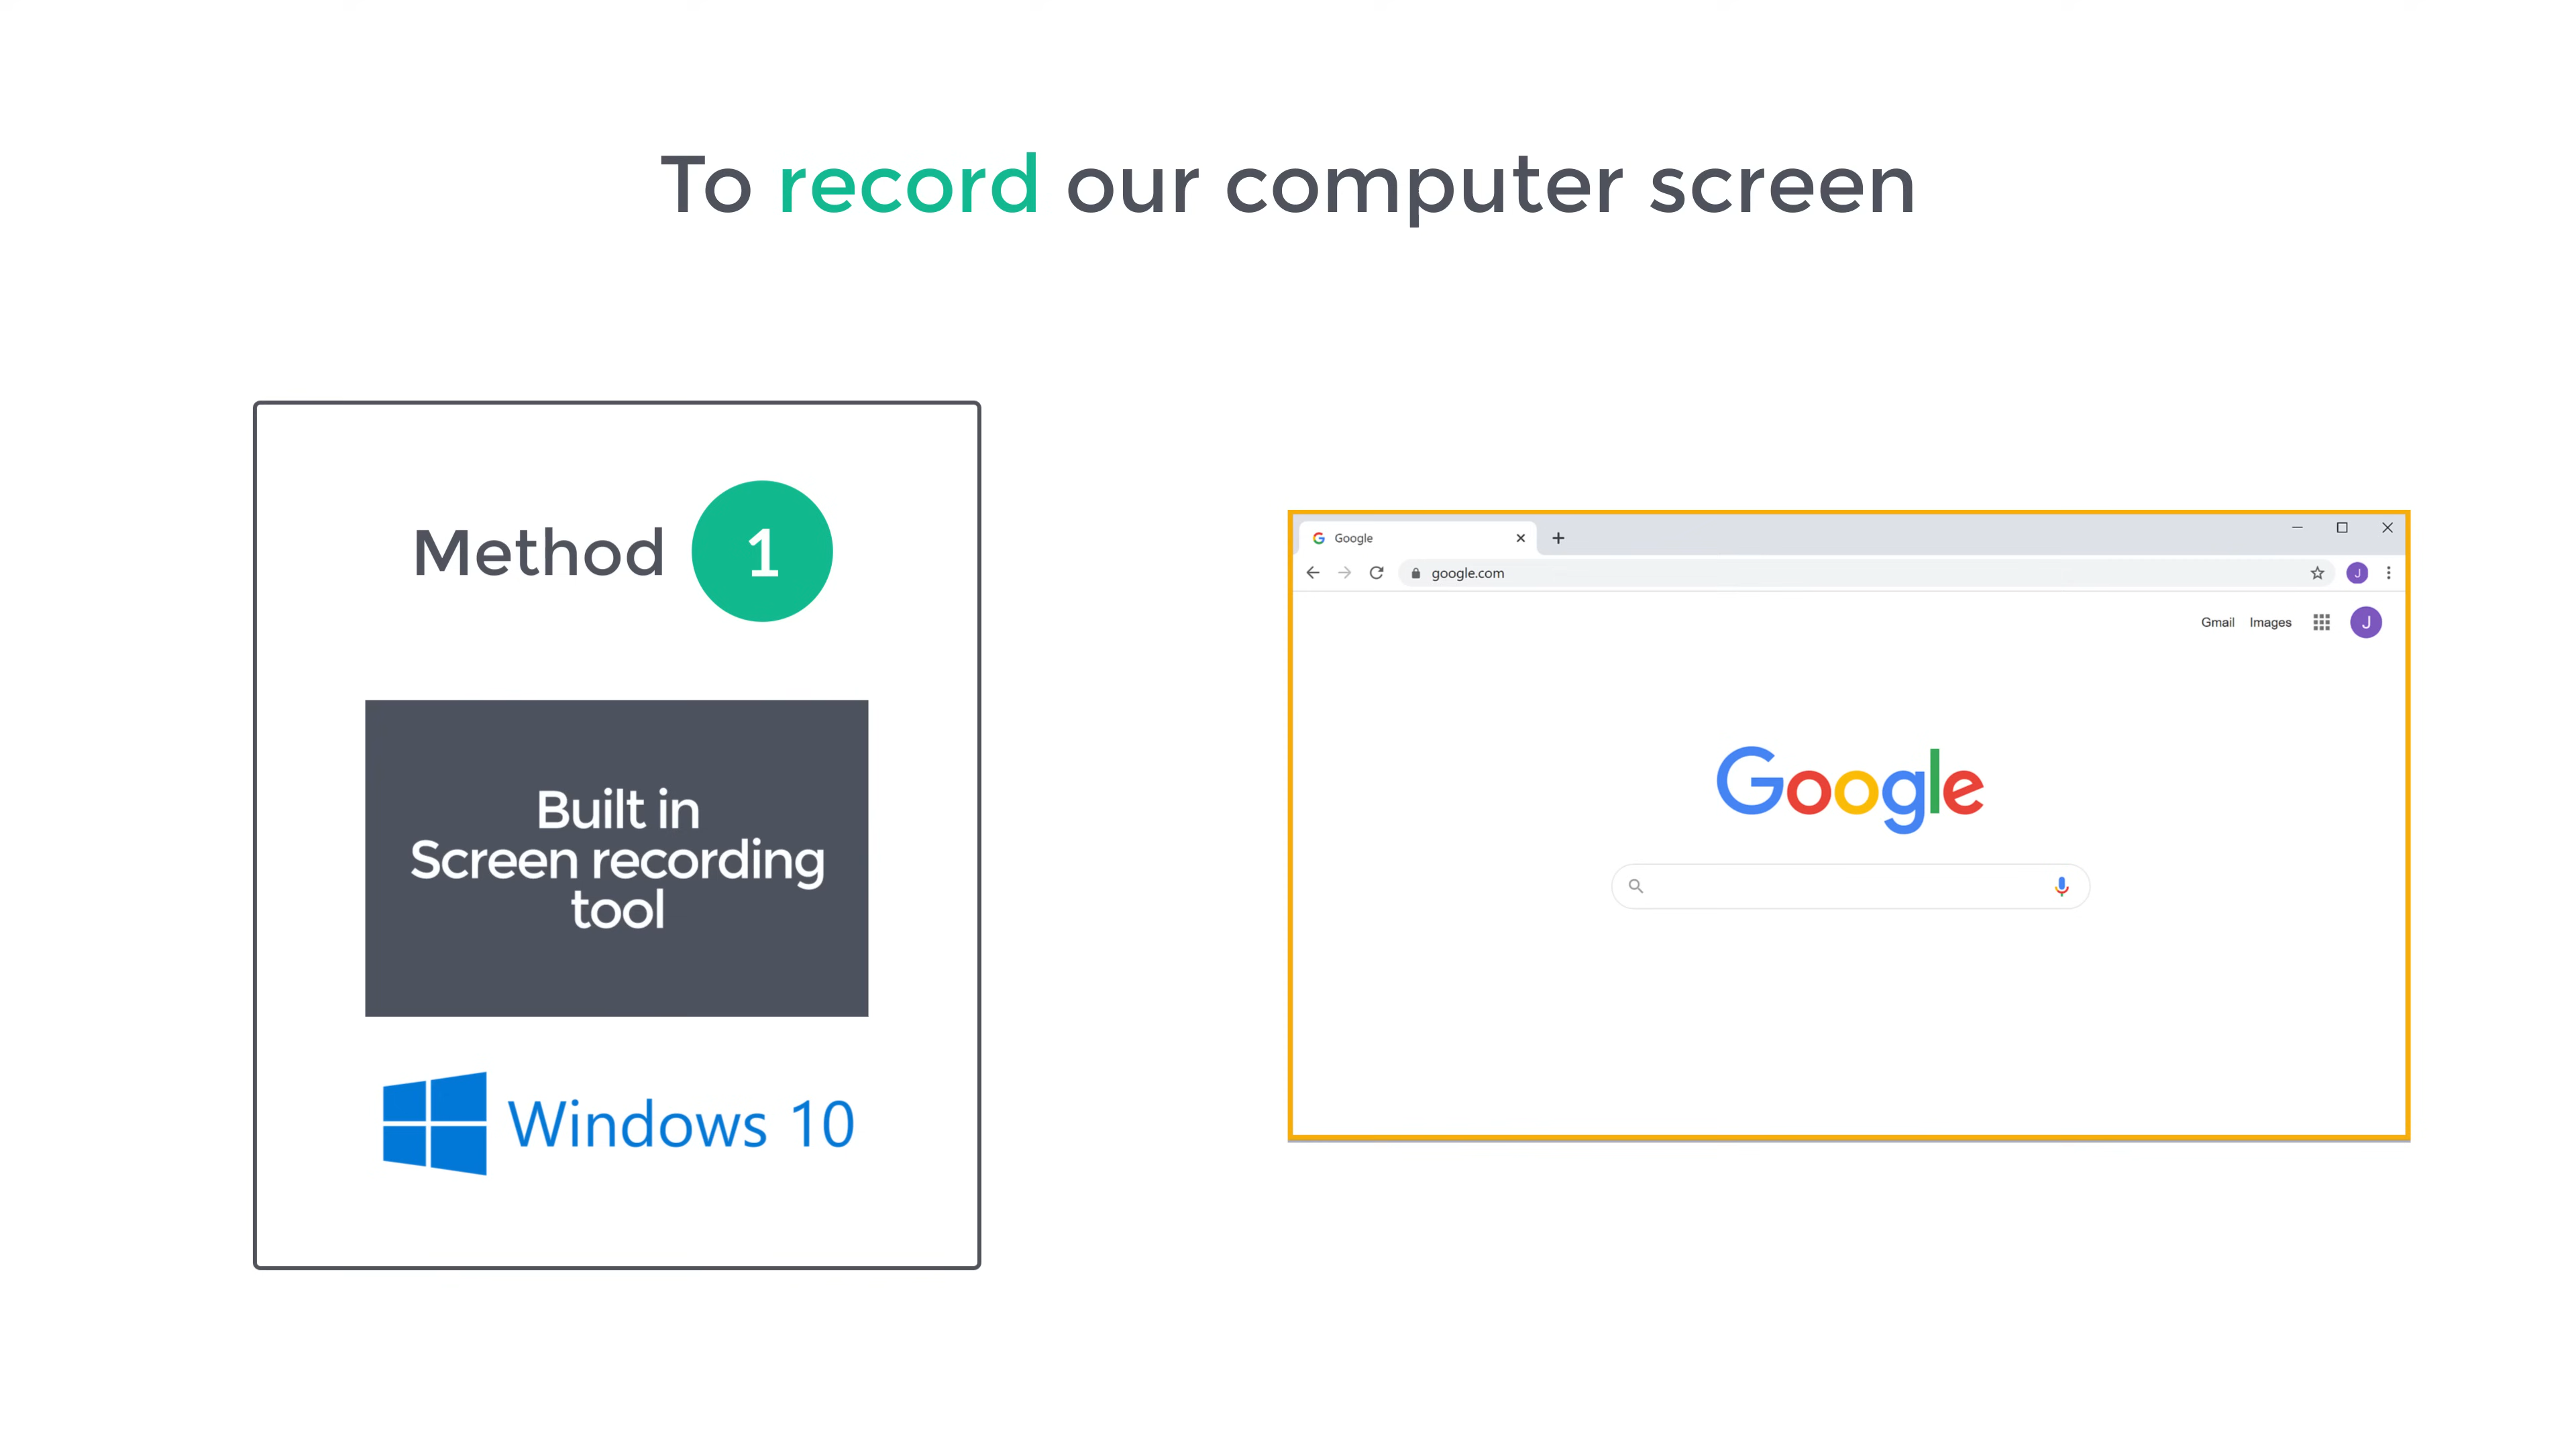 To record our computer screen
Method 1
Built in
Screen recording
tool
Windows 10
Google
google.com
J
Gmail Images J
Google